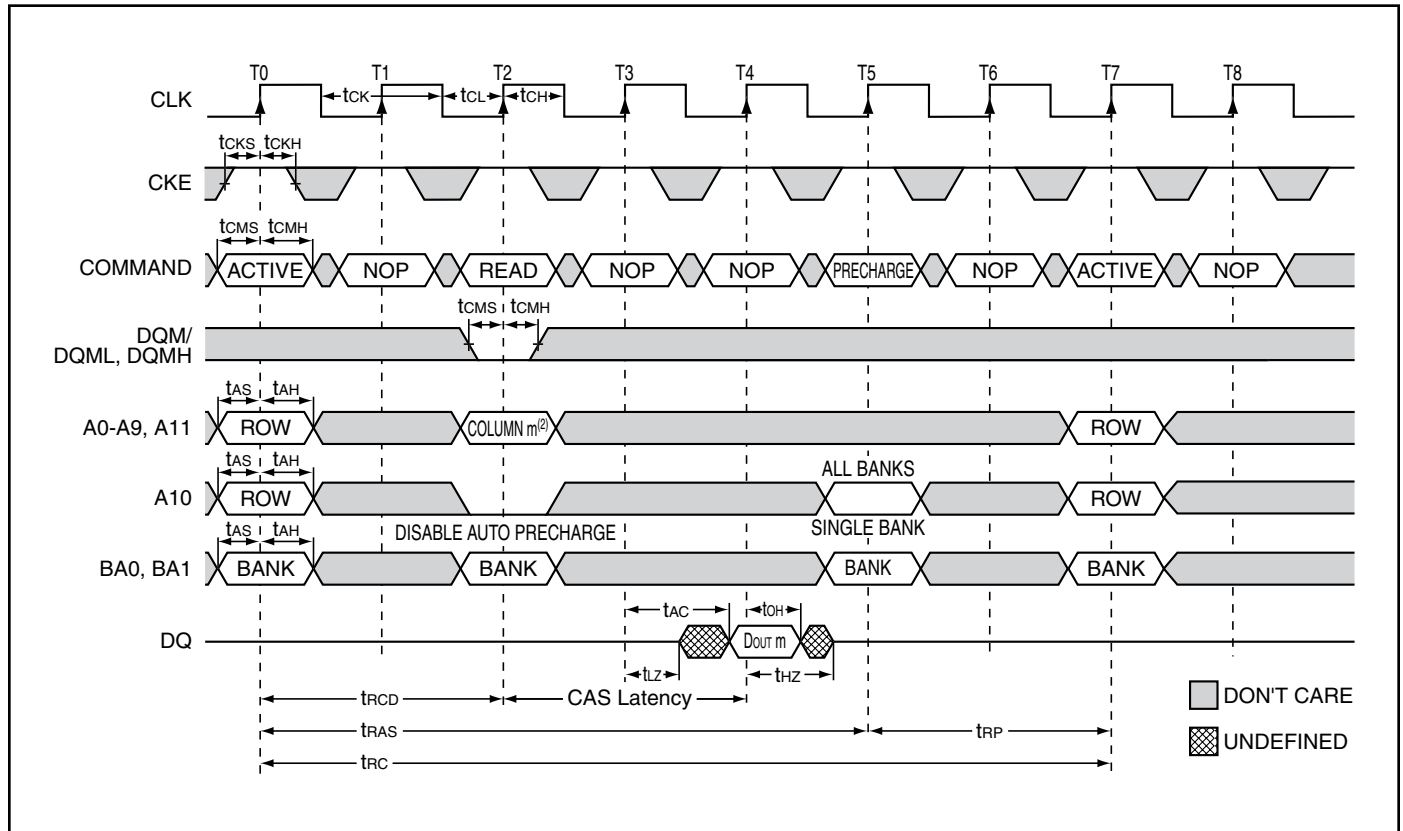 T0 T1 T2 T3 T4 T5 T6 T7 T8
CLK tCK tCL tCH
tCKS tCKH
CKE
tCMS tCMH
COMMAND ACTIVE NOP READ NOP NOP PRECHARGE NOP ACTIVE NOP
tCMS tCMH
DQM/
DQML, DQMH
tAS tAH
A0-A9, A11 ROW COLUMN m(2) ROW
tAS tAH ALL BANKS
A10 ROW ROW
tAS tAH DISABLE AUTO PRECHARGE SINGLE BANK
BA0, BA1 BANK BANK BANK BANK
tAC tOH
DQ DOUT m
tLZ tHZ
tRCD CAS Latency DON'T CARE
tRAS tRP
UNDEFINED
tRC